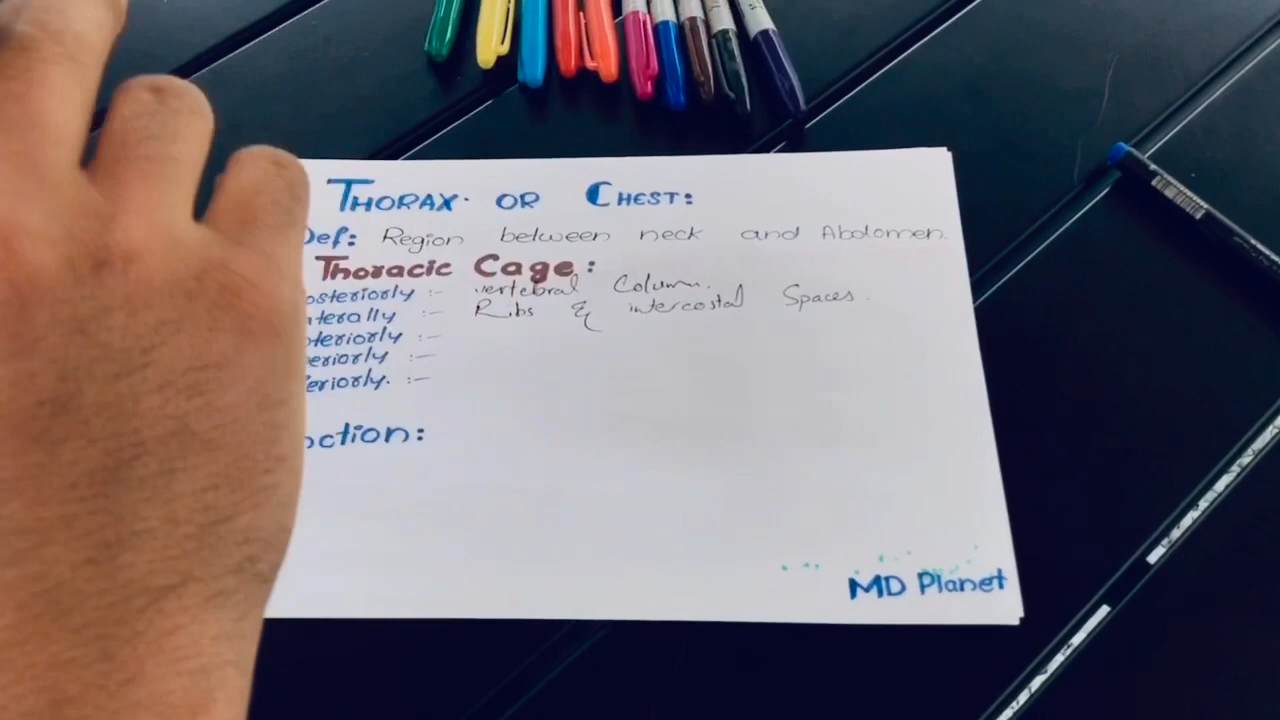 THORAX. OR CHEST:
Def: Region between neck and Abdomen.
Thoracic Cage:
osteriorly :- vertebral Column.
terally :- Ribs & intercostal Spaces.
teriorly :-
eriorly :-
eriorly. :-
ction:
MD Planet